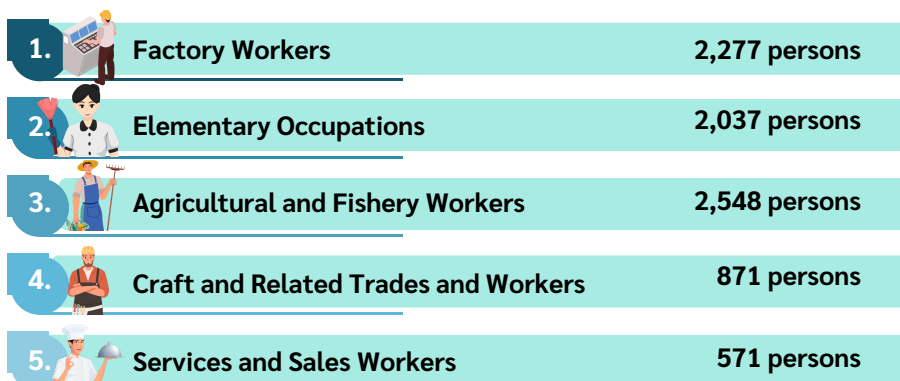 1. Factory Workers 2,277 persons
2. Elementary Occupations 2,037 persons
3. Agricultural and Fishery Workers 2,548 persons
4. Craft and Related Trades and Workers 871 persons
5. Services and Sales Workers 571 persons